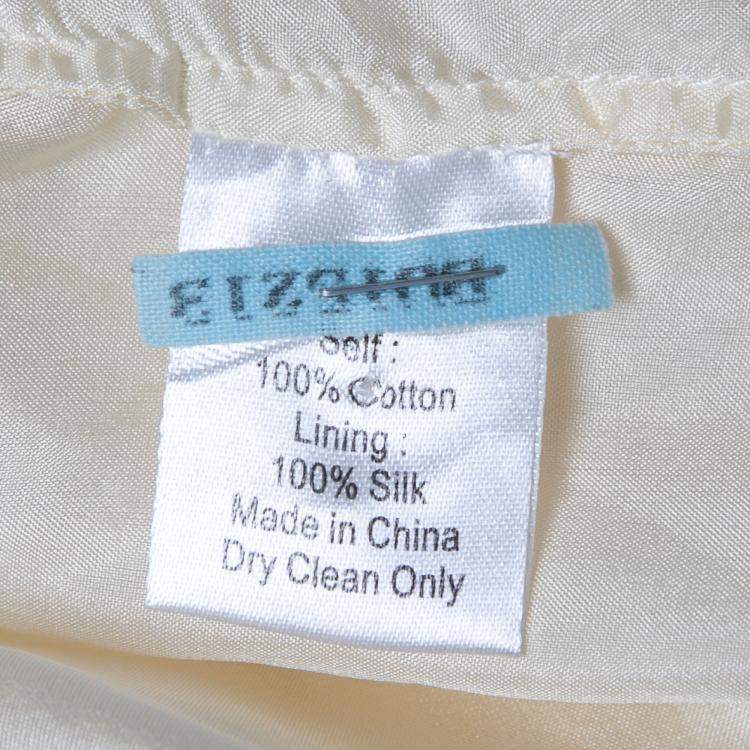 Self :
100% Cotton
Lining :
100% Silk
Made in China
Dry Clean Only